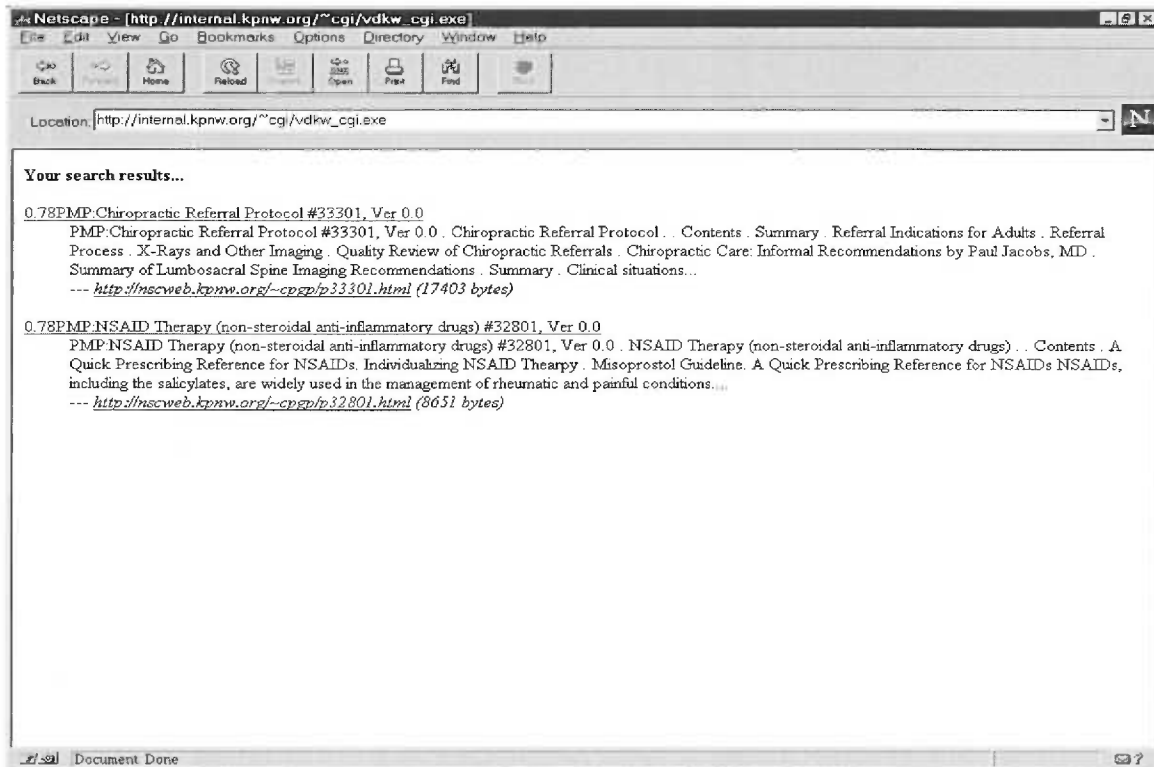 Netscape - [http://internal.kpnw.org/~cgi/vdkw_cgi.exe]
File Edit View Go Bookmarks Options Directory Window Help
Back Home Reload Open Print Find
Location: http://internal.kpnw.org/~cgi/vdkw_cgi.exe
N
Your search results...
0.78PMP:Chiropractic Referral Protocol #33301, Ver 0.0
PMP:Chiropractic Referral Protocol #33301, Ver 0.0 . Chiropractic Referral Protocol . . Contents . Summary . Referral Indications for Adults . Referral
Process . X-Rays and Other Imaging . Quality Review of Chiropractic Referrals . Chiropractic Care: Informal Recommendations by Paul Jacobs, MD .
Summary of Lumbosacral Spine Imaging Recommendations . Summary . Clinical situations...
--- http://nscweb.kpnw.org/~cpgp/p33301.html (17403 bytes)
0.78PMP:NSAID Therapy (non-steroidal anti-inflammatory drugs) #32801, Ver 0.0
PMP:NSAID Therapy (non-steroidal anti-inflammatory drugs) #32801, Ver 0.0 . NSAID Therapy (non-steroidal anti-inflammatory drugs) . . Contents . A
Quick Prescribing Reference for NSAIDs. Individualizing NSAID Thearpy . Misoprostol Guideline. A Quick Prescribing Reference for NSAIDs NSAIDs,
including the salicylates, are widely used in the management of rheumatic and painful conditions....
--- http://nscweb.kpnw.org/~cpgp/p32801.html (8651 bytes)
Document Done